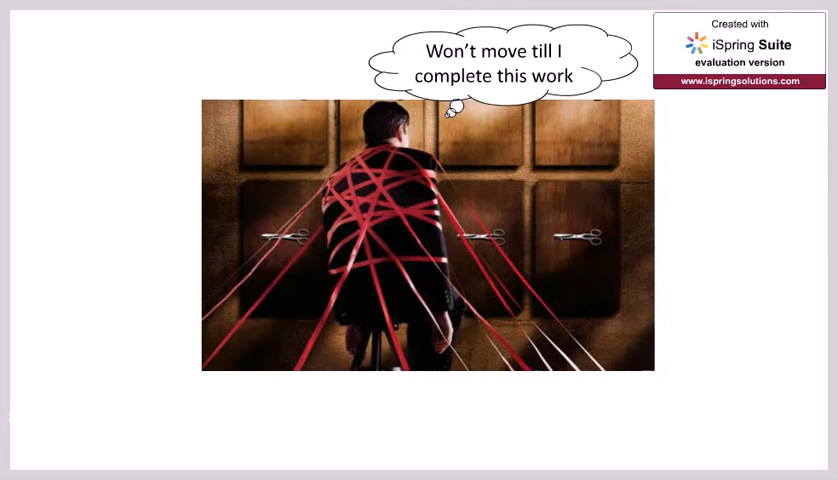 Won't move till I
complete this work
Created with
iSpring Suite
evaluation version
www.ispringsolutions.com